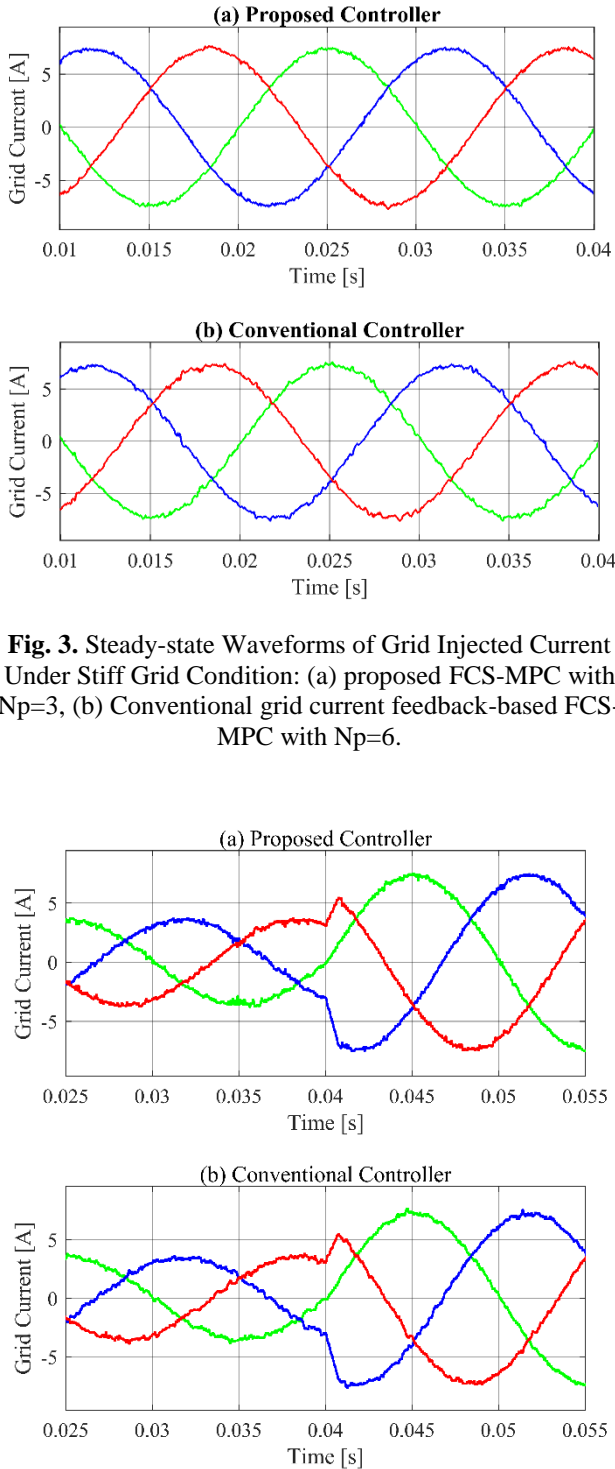 (a) Proposed Controller
Grid Current [A]
5
0
-5
0.01 0.015 0.02 0.025 0.03 0.035 0.04
Time [s]
(b) Conventional Controller
Grid Current [A]
5
0
-5
0.01 0.015 0.02 0.025 0.03 0.035 0.04
Time [s]
Fig. 3. Steady-state Waveforms of Grid Injected Current
Under Stiff Grid Condition: (a) proposed FCS-MPC with
Np=3, (b) Conventional grid current feedback-based FCS-
MPC with Np=6.
(a) Proposed Controller
Grid Current [A]
5
0
-5
0.025 0.03 0.035 0.04 0.045 0.05 0.055
Time [s]
(b) Conventional Controller
Grid Current [A]
5
0
-5
0.025 0.03 0.035 0.04 0.045 0.05 0.055
Time [s]